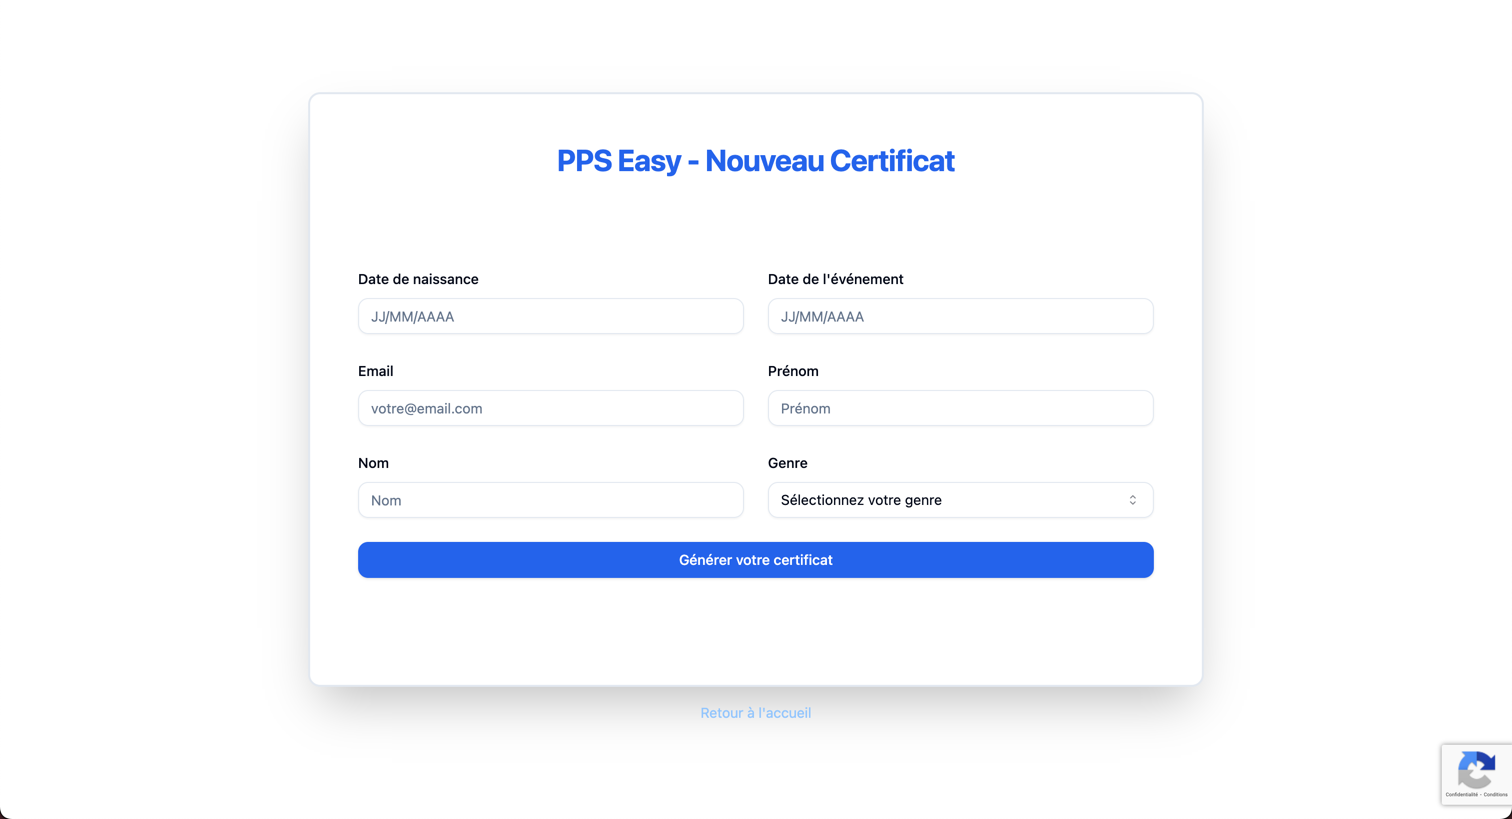 PPS Easy - Nouveau Certificat
Date de naissance
Date de l'événement
JJ/MM/AAAA
JJ/MM/AAAA
Email
Prénom
votre@email.com
Prénom
Nom
Genre
Nom
Sélectionnez votre genre
Générer votre certificat
Retour à l'accueil
Confidentialité - Conditions